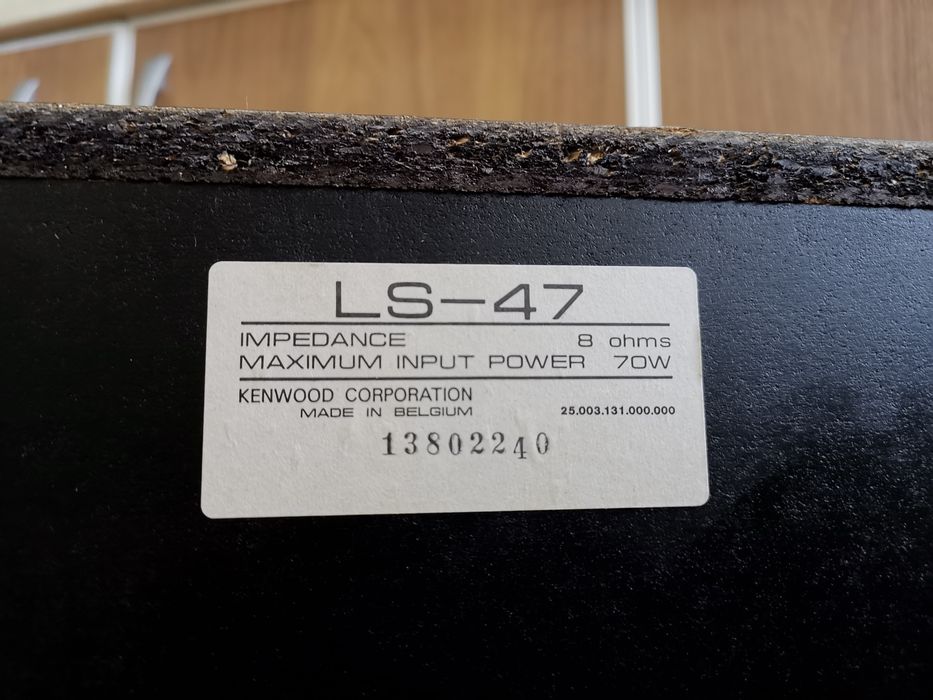 LS-47
IMPEDANCE 8 ohms
MAXIMUM INPUT POWER 70W
KENWOOD CORPORATION
MADE IN BELGIUM 25.003.131.000.000
13802240